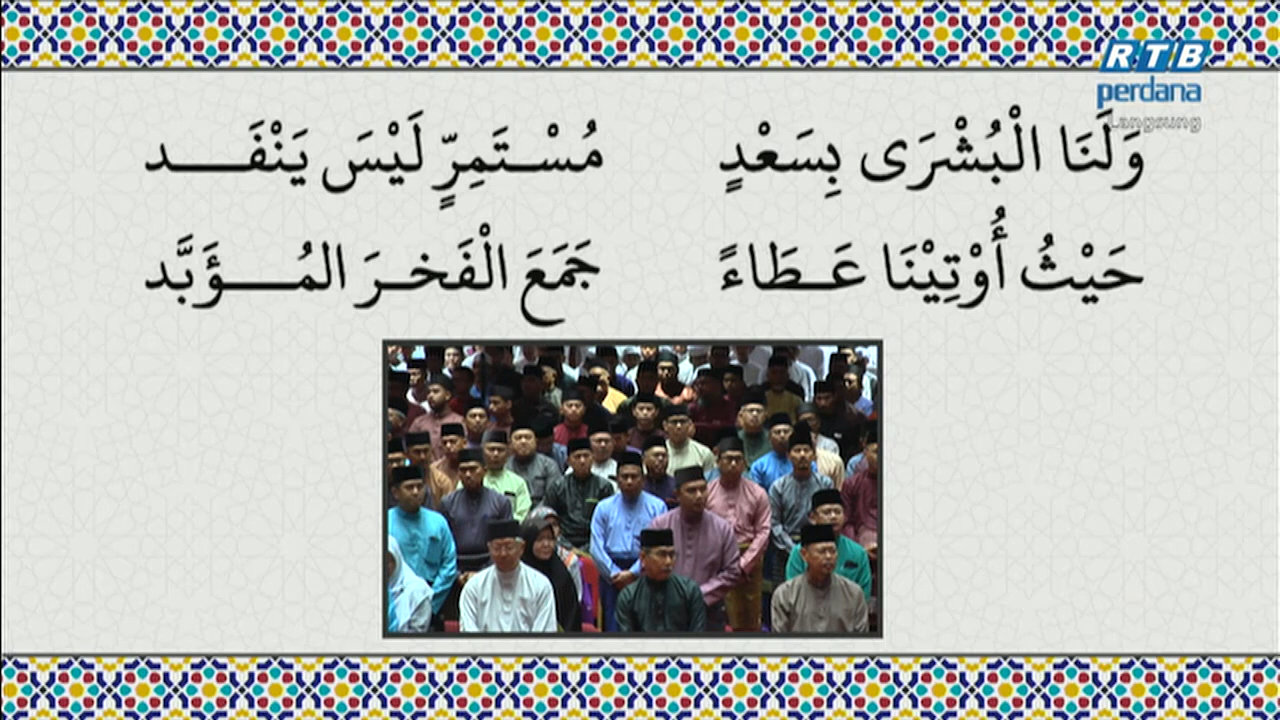 RTB
perdana
Langsung
وَلَنَا الْبُشْرَى بِسَعْدٍ مُسْتَمِرٍّ لَيْسَ يَنْفَد
حَيْثُ أُوْتِيْنَا عَطَاءً جَمَعَ الْفَخرَ المُؤَبَّد